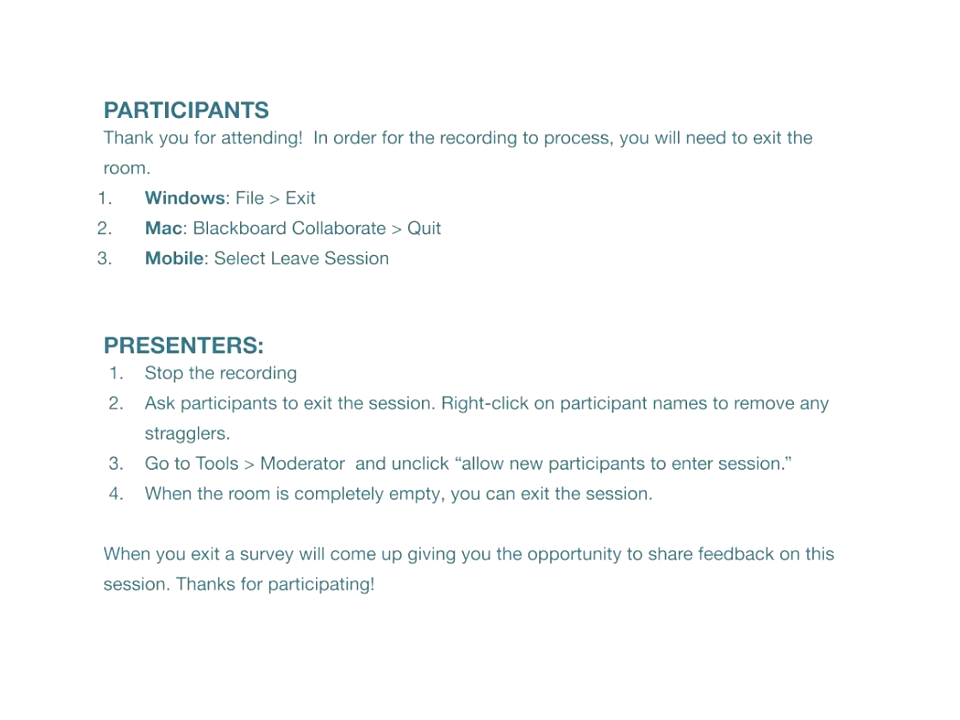 PARTICIPANTS
Thank you for attending!  In order for the recording to process, you will need to exit the
room.
1. Windows: File > Exit
2. Mac: Blackboard Collaborate > Quit
3. Mobile: Select Leave Session
PRESENTERS:
1. Stop the recording
2. Ask participants to exit the session. Right-click on participant names to remove any
stragglers.
3. Go to Tools > Moderator  and unclick “allow new participants to enter session.”
4. When the room is completely empty, you can exit the session.
When you exit a survey will come up giving you the opportunity to share feedback on this
session. Thanks for participating!